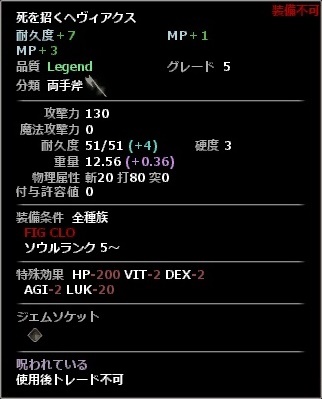 死を招くヘヴィアクス
装備不可
耐久度+7 MP+1
MP+3
品質 Legend グレード 5
分類 両手斧
攻撃力 130
魔法攻撃力 0
耐久度 51/51 (+4) 硬度 3
重量 12.56 (+0.36)
物理属性 斬20 打80 突0
付与許容値 0
装備条件 全種族
FIG CLO
ソウルランク 5～
特殊効果 HP-200 VIT-2 DEX-2
AGI-2 LUK-20
ジェムソケット
呪われている
使用後トレード不可